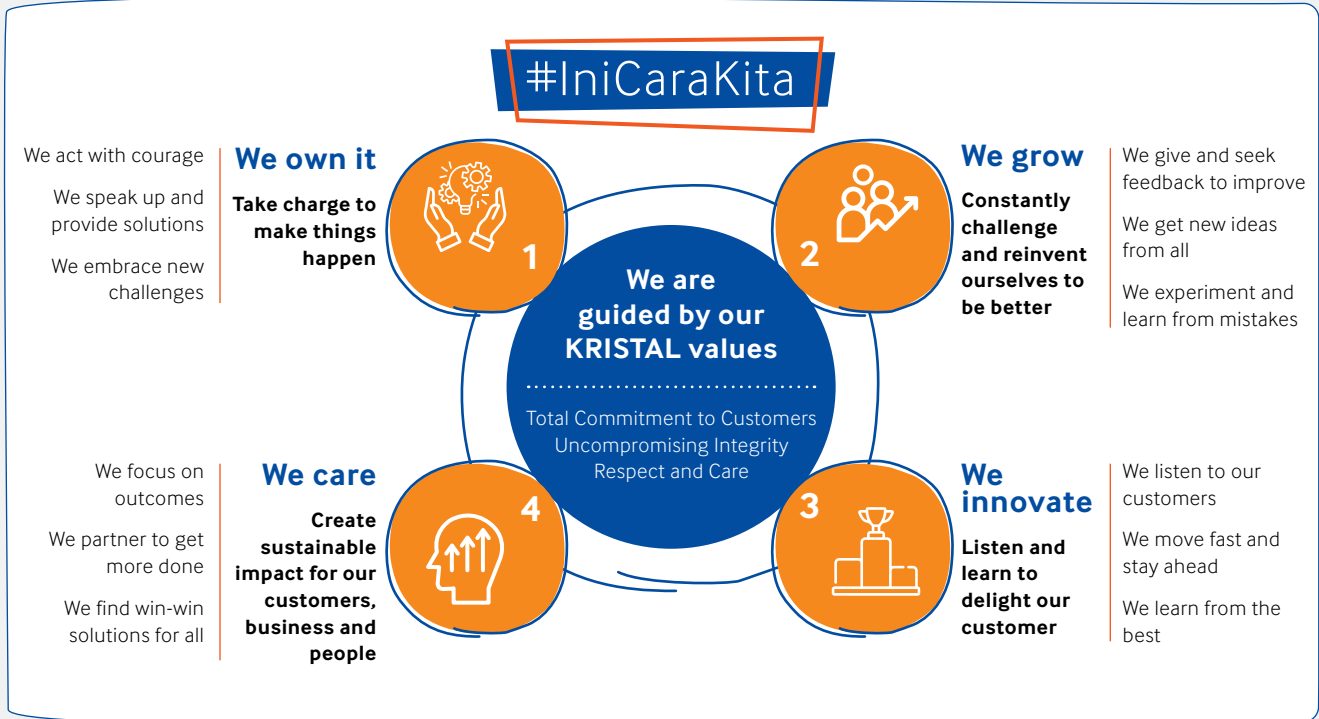 #IniCaraKita
We act with courage
We speak up and
provide solutions
We embrace new
challenges
We own it
Take charge to
make things
happen
1
2
We grow
Constantly
challenge
and reinvent
ourselves to
be better
We give and seek
feedback to improve
We get new ideas
from all
We experiment and
learn from mistakes
We are
guided by our
KRISTAL values
Total Commitment to Customers
Uncompromising Integrity
Respect and Care
3
We
innovate
Listen and
learn to
delight our
customer
We listen to our
customers
We move fast and
stay ahead
We learn from the
best
4
We care
Create
sustainable
impact for our
customers,
business and
people
We focus on
outcomes
We partner to get
more done
We find win-win
solutions for all